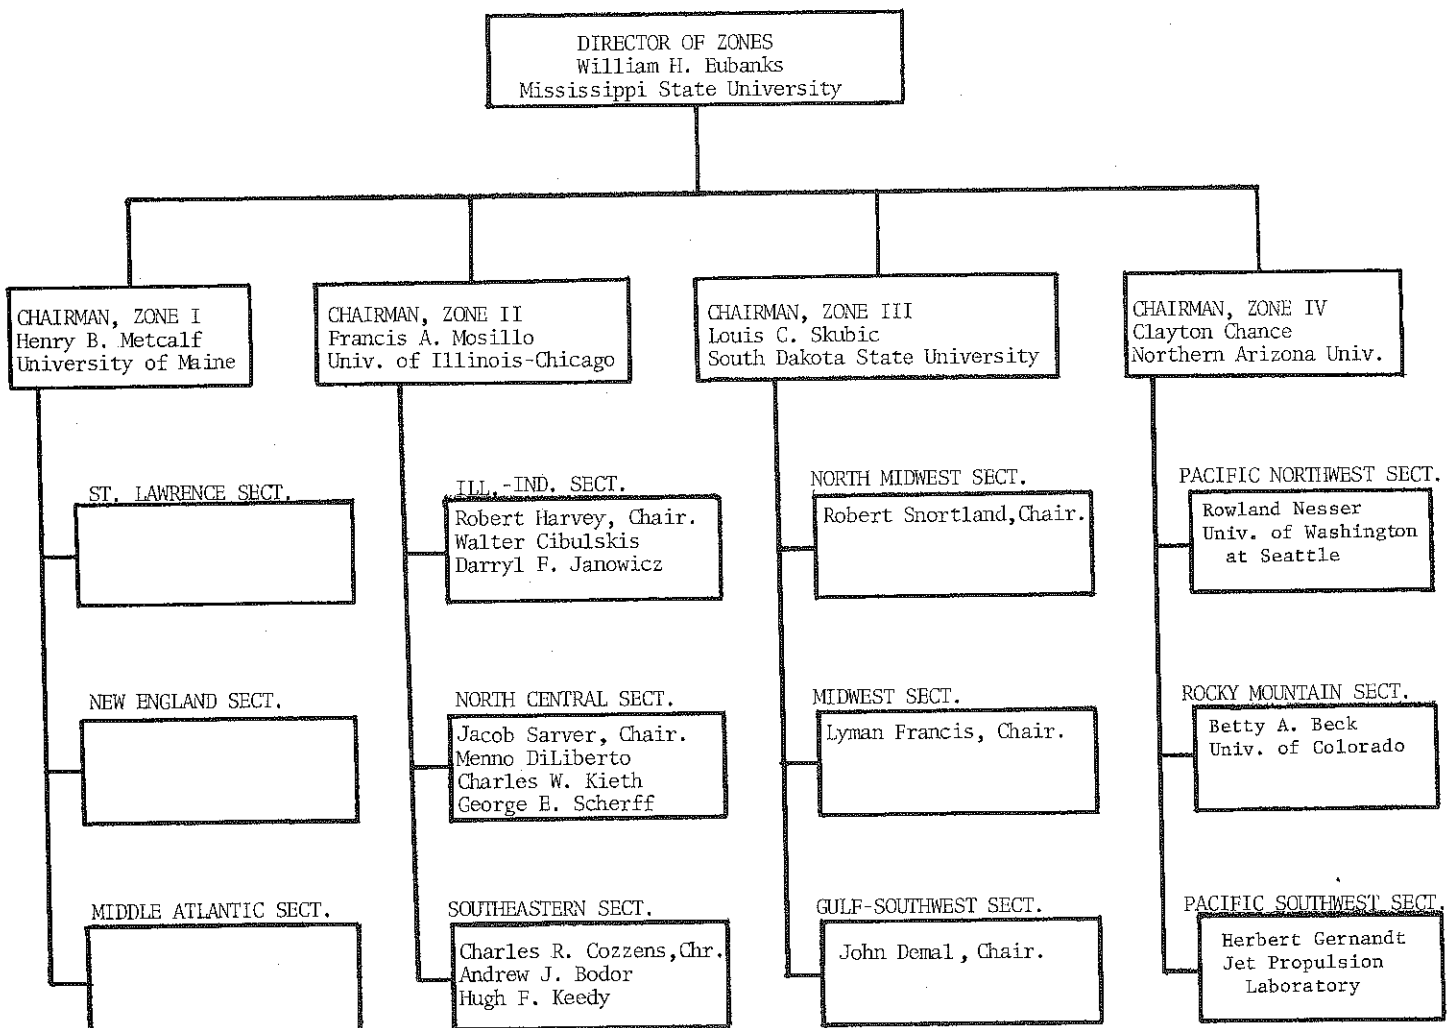 DIRECTOR OF ZONES
William H. Eubanks
Mississippi State University
CHAIRMAN, ZONE I
Henry B. Metcalf
University of Maine
ST. LAWRENCE SECT.
NEW ENGLAND SECT.
MIDDLE ATLANTIC SECT.
CHAIRMAN, ZONE II
Francis A. Mosillo
Univ. of Illinois-Chicago
ILL.-IND. SECT.
Robert Harvey, Chair.
Walter Cibulskis
Darryl F. Janowicz
NORTH CENTRAL SECT.
Jacob Sarver, Chair.
Menno DiLiberto
Charles W. Kieth
George E. Scherff
SOUTHEASTERN SECT.
Charles R. Cozzens,Chr.
Andrew J. Bodor
Hugh F. Keedy
CHAIRMAN, ZONE III
Louis C. Skubic
South Dakota State University
NORTH MIDWEST SECT.
Robert Snortland,Chair.
MIDWEST SECT.
Lyman Francis, Chair.
GULF-SOUTHWEST SECT.
John Demal, Chair.
CHAIRMAN, ZONE IV
Clayton Chance
Northern Arizona Univ.
PACIFIC NORTHWEST SECT.
Rowland Nesser
Univ. of Washington
at Seattle
ROCKY MOUNTAIN SECT.
Betty A. Beck
Univ. of Colorado
PACIFIC SOUTHWEST SECT.
Herbert Gernandt
Jet Propulsion
Laboratory